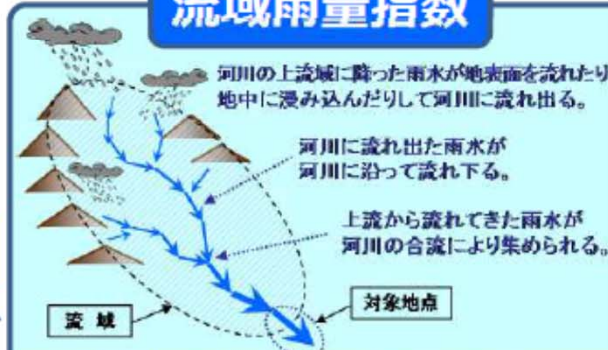 流域雨量指数
河川の上流域に降った雨水が地表面を流れたり
地中に浸み込んだりして河川に流れ出る。
河川に流れ出た雨水が
河川に沿って流れ下る。
上流から流れてきた雨水が
河川の合流により集められる。
対象地点
流域